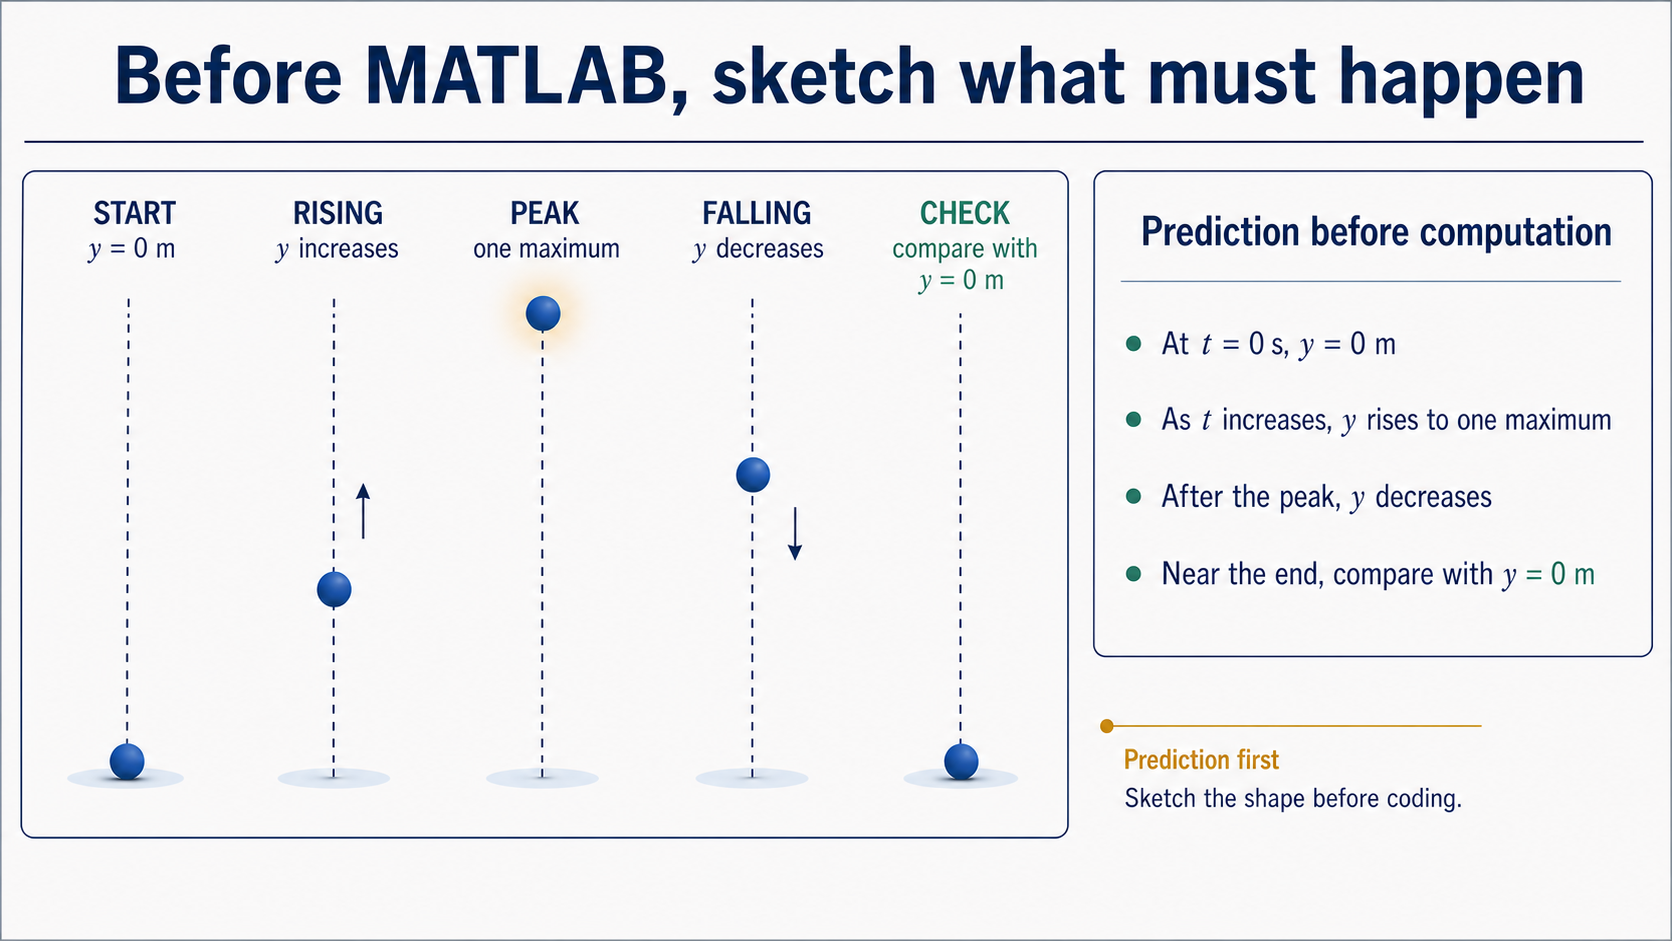 Before MATLAB, sketch what must happen
START
y = 0 m
RISING
y increases
PEAK
one maximum
FALLING
y decreases
CHECK
compare with
y = 0 m
Prediction before computation
At t = 0 s, y = 0 m
As t increases, y rises to one maximum
After the peak, y decreases
Near the end, compare with y = 0 m
Prediction first
Sketch the shape before coding.